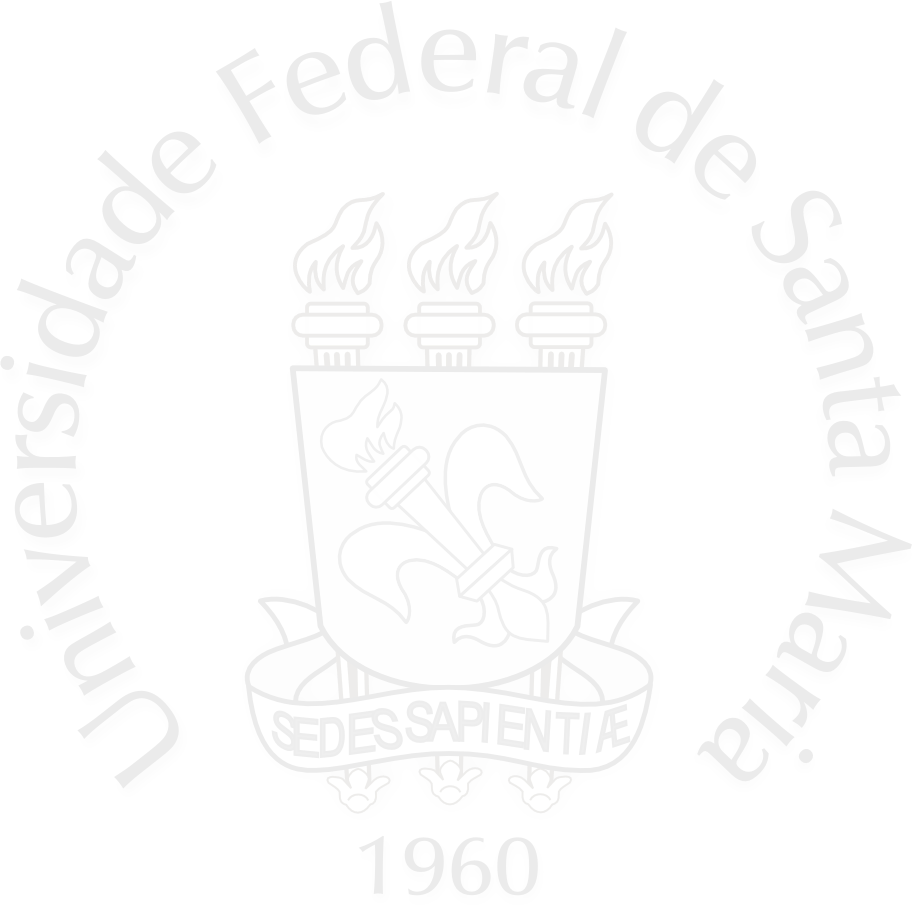 Universidade Federal de Santa Maria
SEDES SAPIENTIÆ
1960